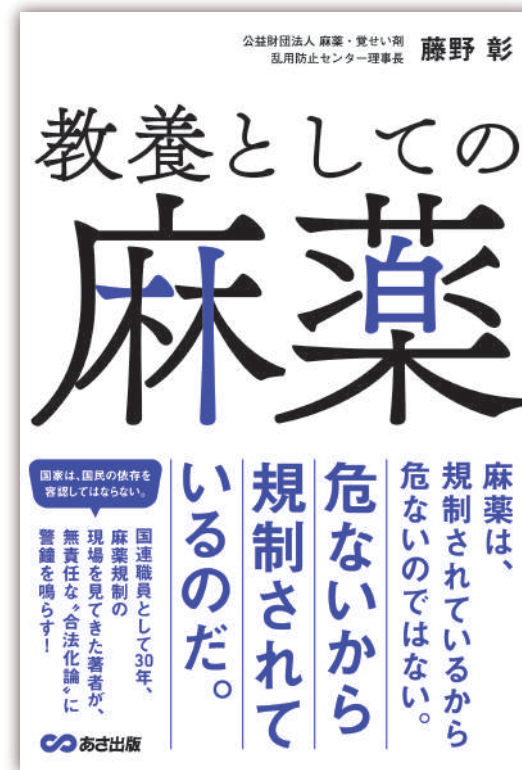 公益財団法人 麻薬・覚せい剤
乱用防止センター理事長
藤野 彰
教養としての
麻薬
麻薬は、
規制されているから
危ないのではない。
危ないから
規制されて
いるのだ。
国家は、国民の依存を
容認してはならない。
国連職員として30年、
麻薬規制の
現場を見てきた著者が、
無責任な〝合法化論〟に
警鐘を鳴らす！
あさ出版